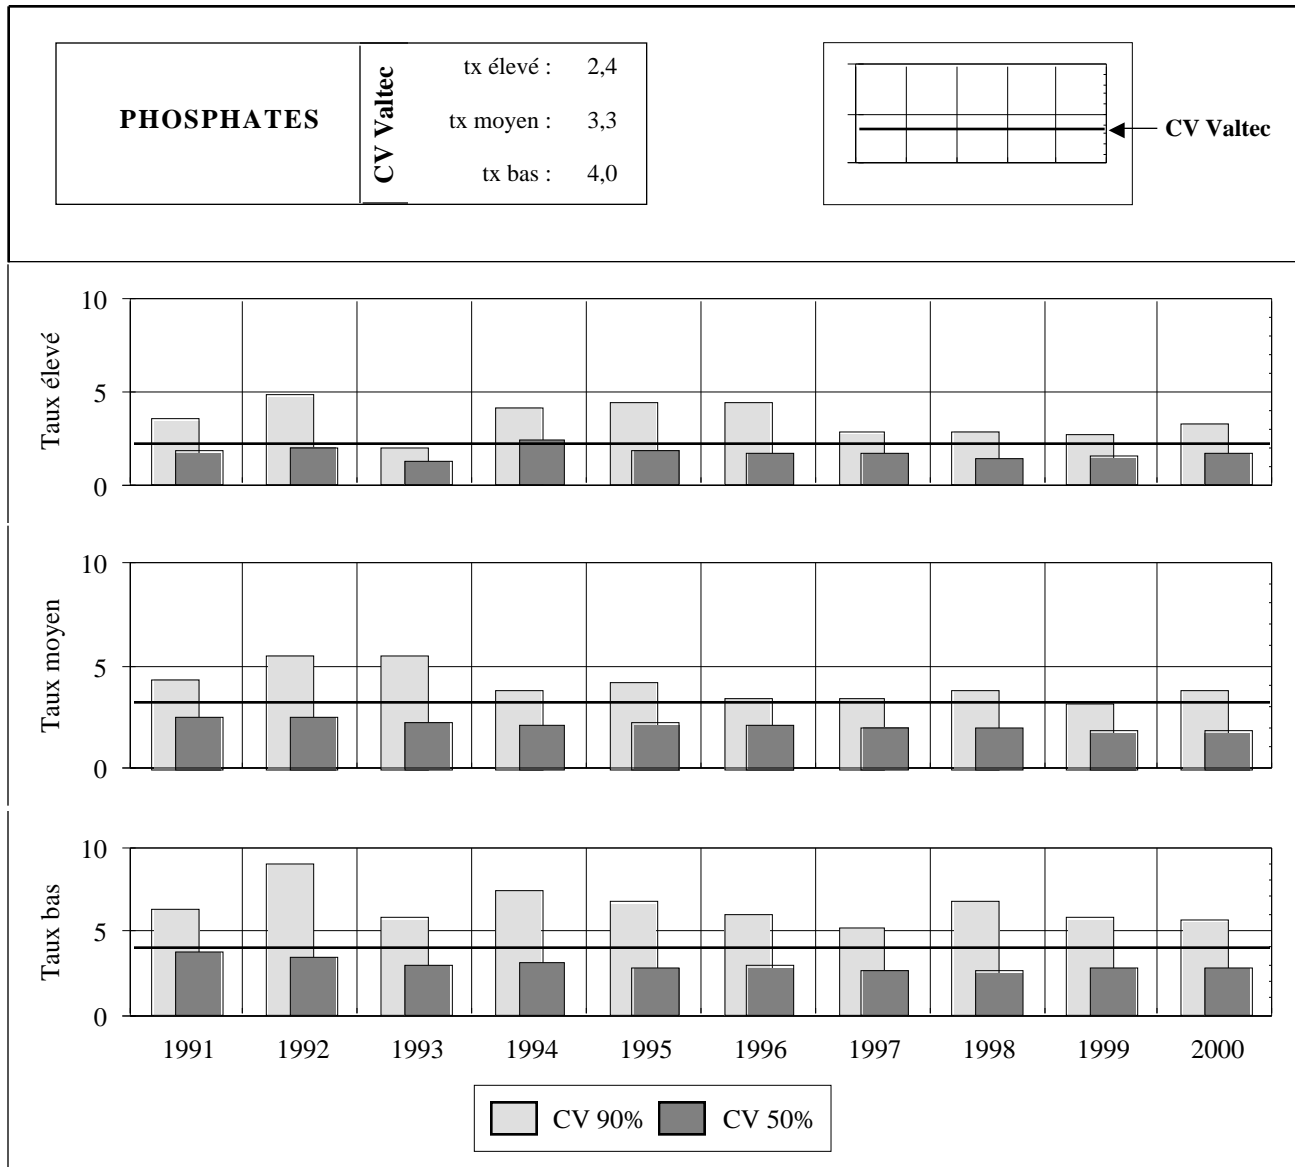 PHOSPHATES
CV Valtec
tx élevé : 2,4
tx moyen : 3,3
tx bas : 4,0
CV Valtec
Taux élevé
10
5
0
Taux moyen
10
5
0
Taux bas
10
5
0
1991 1992 1993 1994 1995 1996 1997 1998 1999 2000
CV 90% CV 50%